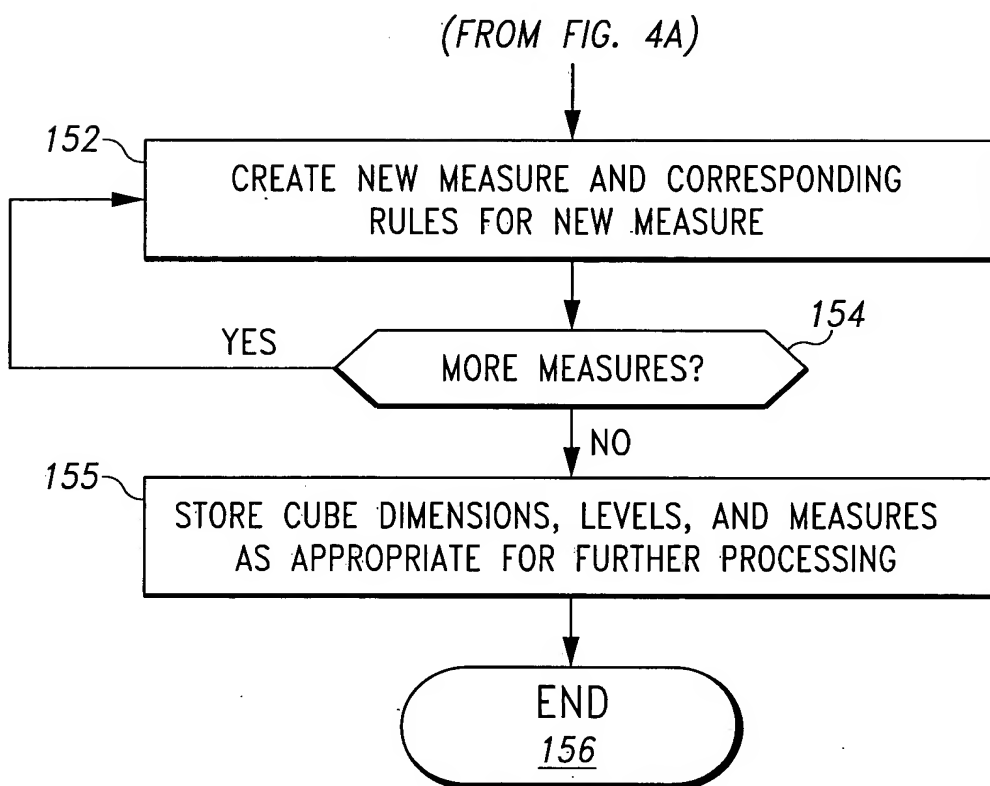 (FROM FIG. 4A)
152
CREATE NEW MEASURE AND CORRESPONDING
RULES FOR NEW MEASURE
154
YES
MORE MEASURES?
NO
155
STORE CUBE DIMENSIONS, LEVELS, AND MEASURES
AS APPROPRIATE FOR FURTHER PROCESSING
END
156